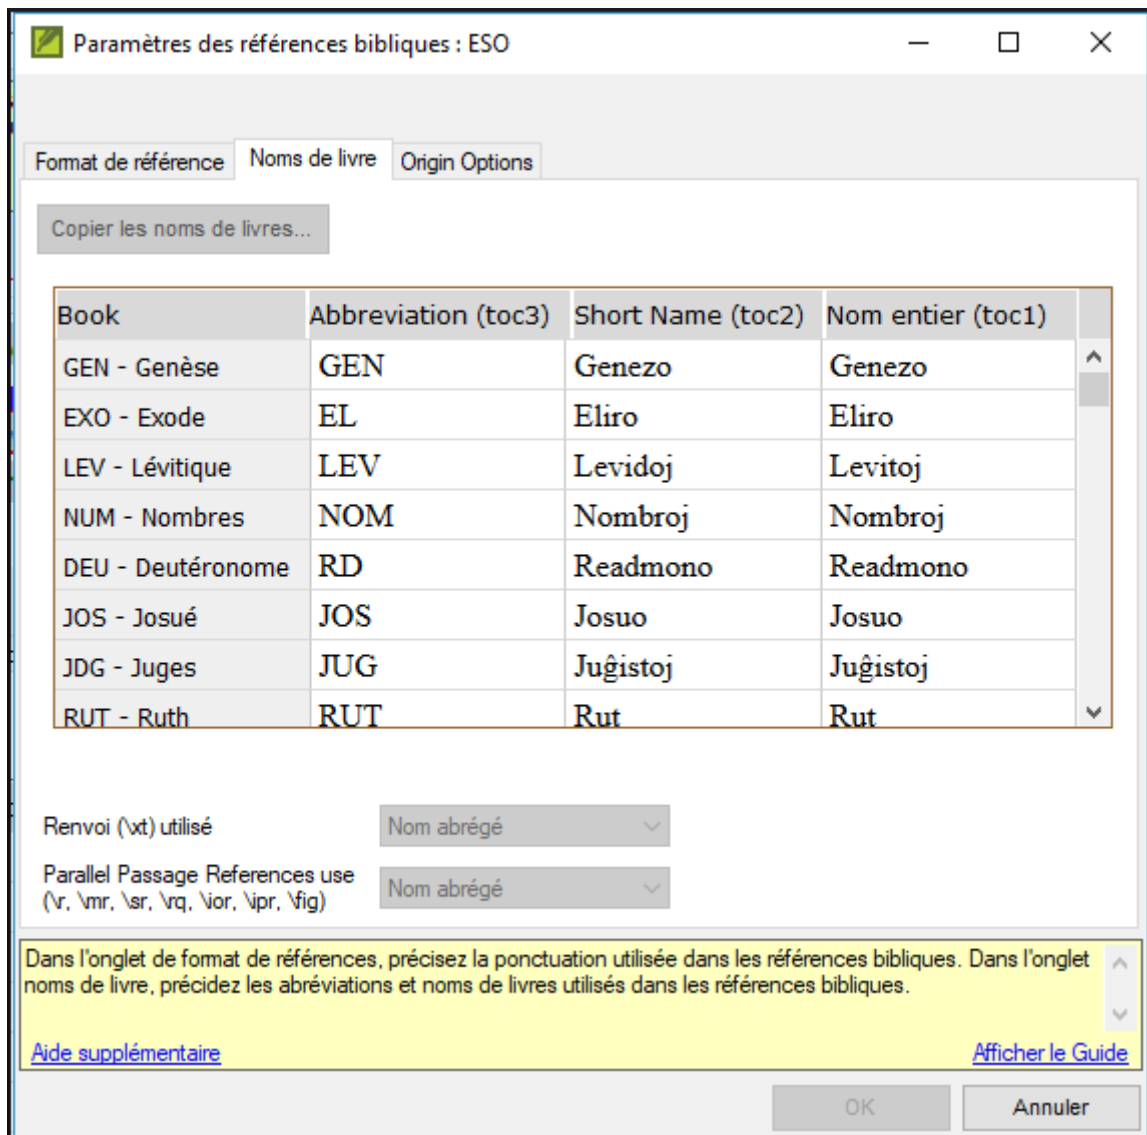 Paramètres des références bibliques : ESO
Format de référence Noms de livre Origin Options
Copier les noms de livres...
Book Abbreviation (toc3) Short Name (toc2) Nom entier (toc1)
GEN - Genèse GEN Genezo Genezo
EXO - Exode EL Eliro Eliro
LEV - Lévitique LEV Levidoj Levitoj
NUM - Nombres NOM Nombroj Nombroj
DEU - Deutéronome RD Readmono Readmono
JOS - Josué JOS Josuo Josuo
JDG - Juges JUG Juĝistoj Juĝistoj
RUT - Ruth RUT Rut Rut
Renvoi (\xt) utilisé Nom abrégé
Parallel Passage References use
(\r, \mr, \sr, \rq, \ior, \ipr, \fig) Nom abrégé
Dans l'onglet de format de références, précisez la ponctuation utilisée dans les références bibliques. Dans l'onglet
noms de livre, précidez les abréviations et noms de livres utilisés dans les références bibliques.
Aide supplémentaire Afficher le Guide
OK Annuler